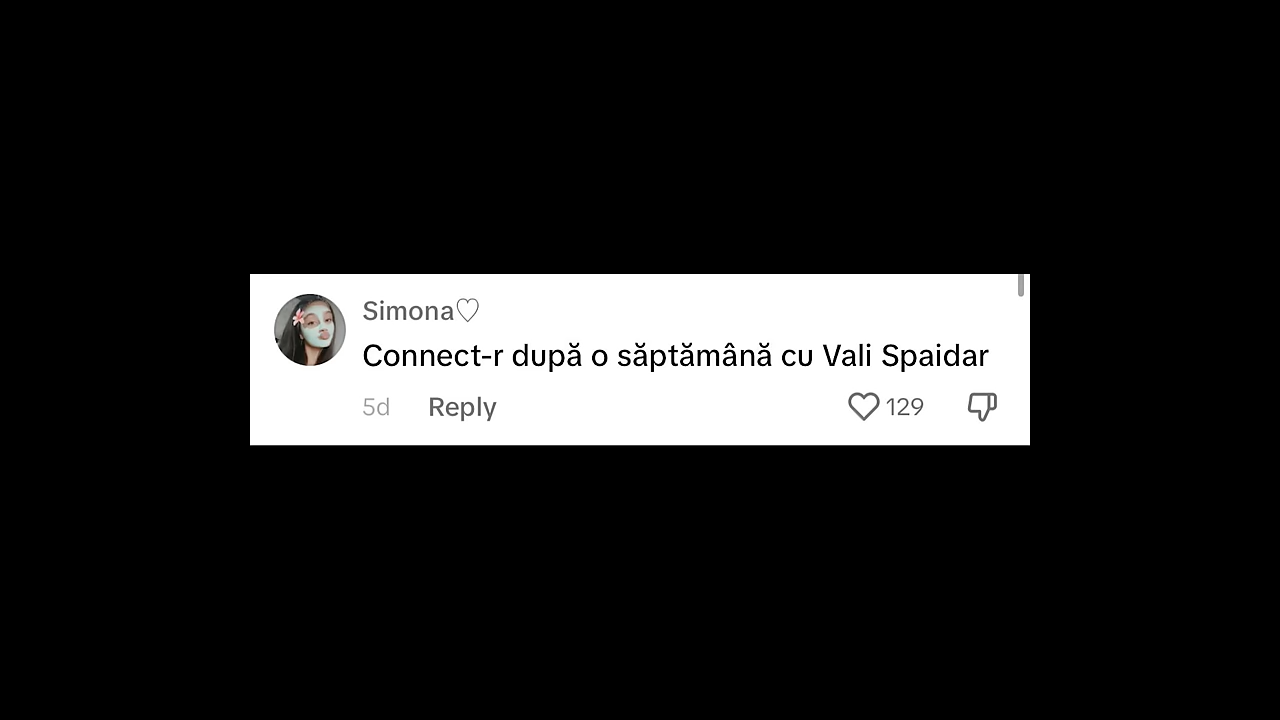 Simona♡
Connect-r după o săptămână cu Vali Spaidar
5d Reply 129